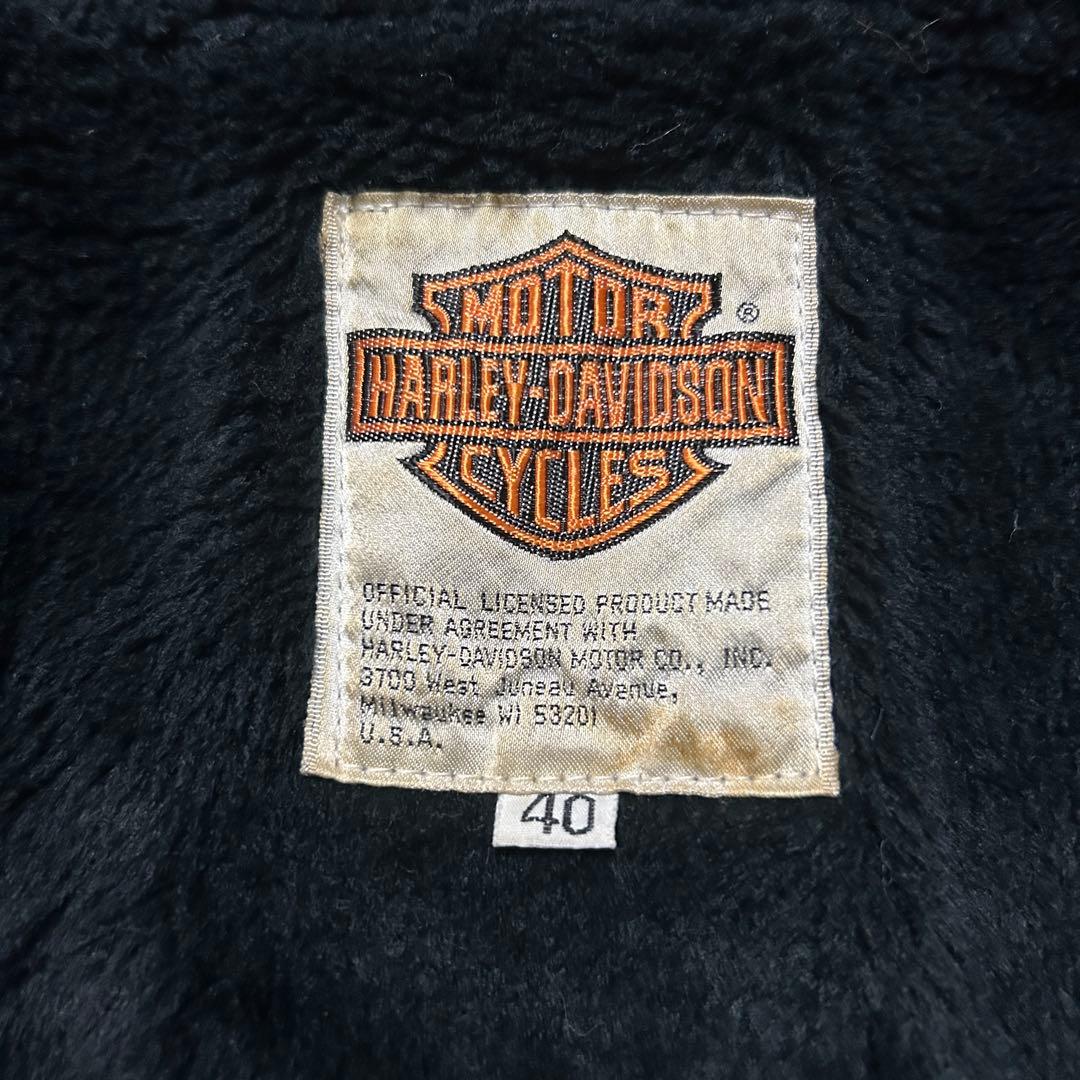 MOTOR
®
HARLEY-DAVIDSON
CYCLES
OFFICIAL LICENSED PRODUCT MADE
UNDER AGREEMENT WITH
HARLEY-DAVIDSON MOTOR CO., INC.
3700 West Juneau Avenue,
Milwaukee WI 53201
U.S.A.
40